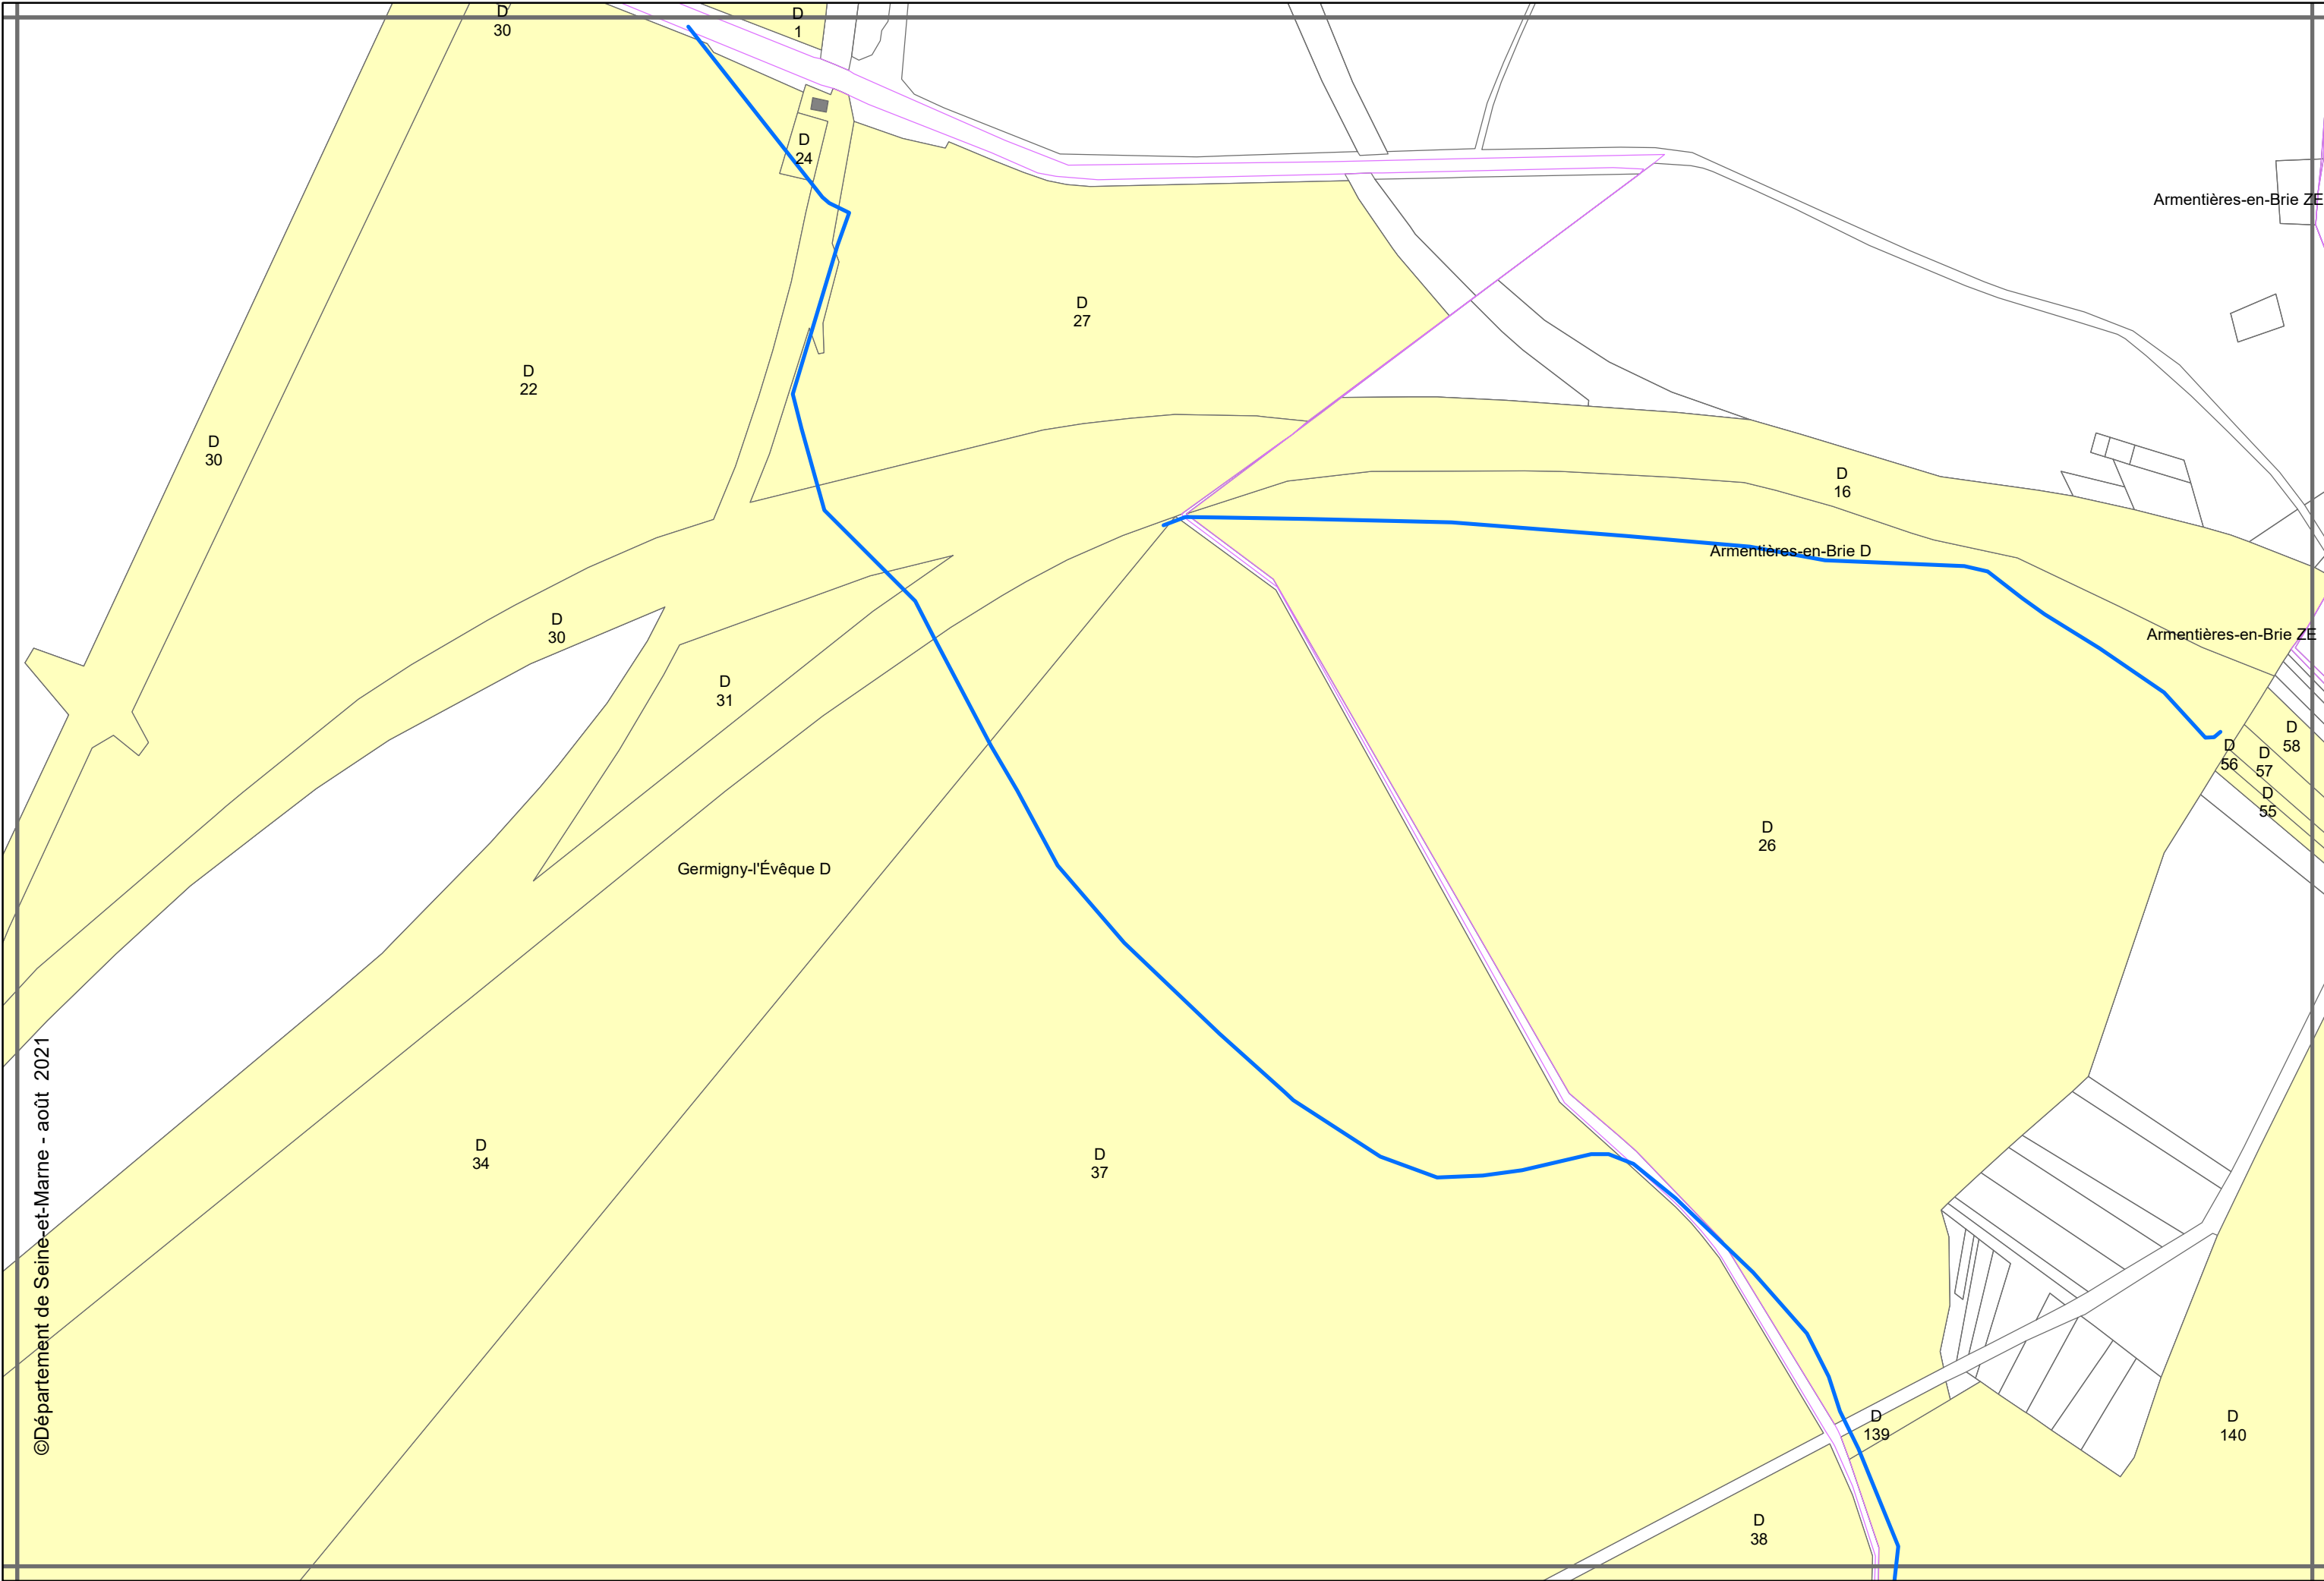 D
30
D
1
D
24
Armentières-en-Brie ZE
D
27
D
22
D
30
D
16
Armentières-en-Brie D
D
30
Armentières-en-Brie ZE
D
31
D
58
D
56
D
57
D
55
D
26
Germigny-l'Évêque D
D
34
D
37
D
139
D
140
D
38
©Département de Seine-et-Marne - août 2021